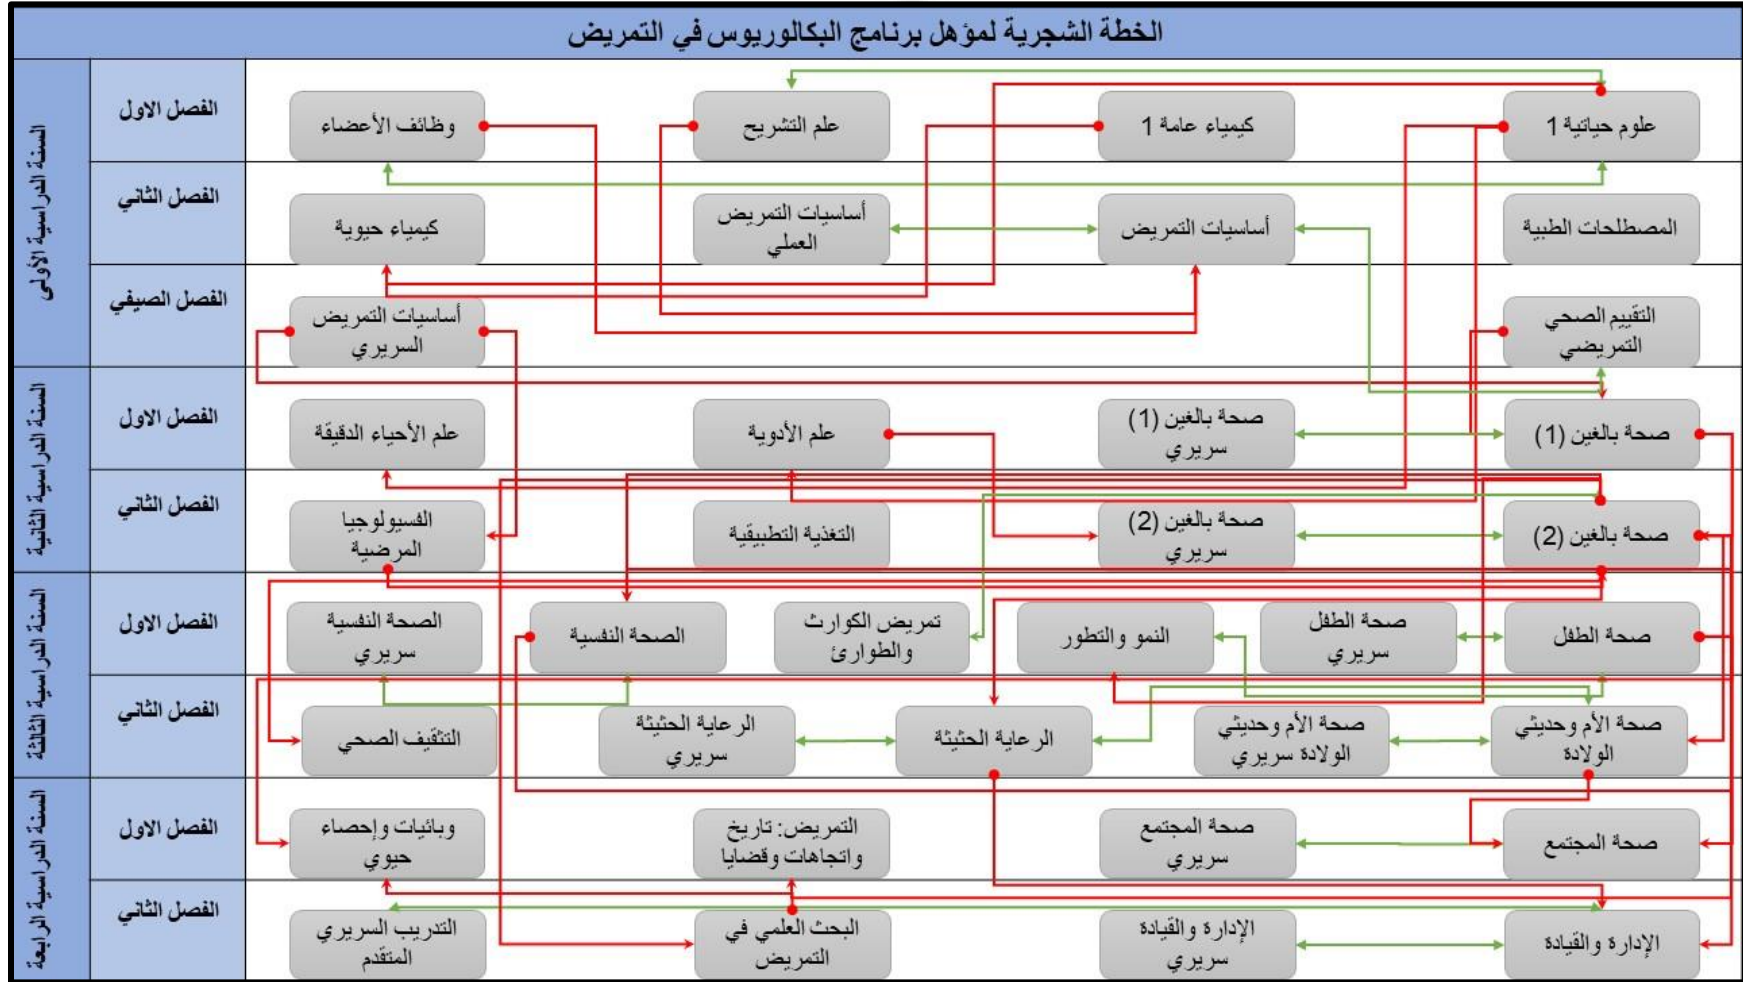 الخطة الشجرية لمؤهل برنامج البكالوريوس في التمريض
السنة الدراسية الأولى
الفصل الاول
علوم حياتية 1
كيمياء عامة 1
علم التشريح
وظائف الأعضاء
الفصل الثاني
المصطلحات الطبية
أساسيات التمريض
أساسيات التمريض
العملي
كيمياء حيوية
الفصل الصيفي
التقييم الصحي
التمريضي
أساسيات التمريض
السريري
السنة الدراسية الثانية
الفصل الاول
صحة بالغين (1)
صحة بالغين (1)
سريري
علم الأدوية
علم الأحياء الدقيقة
الفصل الثاني
صحة بالغين (2)
صحة بالغين (2)
سريري
التغذية التطبيقية
الفسيولوجيا
المرضية
السنة الدراسية الثالثة
الفصل الاول
صحة الطفل
صحة الطفل
سريري
النمو والتطور
تمريض الكوارث
والطوارئ
الصحة النفسية
الصحة النفسية
سريري
الفصل الثاني
صحة الأم وحديثي
الولادة
صحة الأم وحديثي
الولادة سريري
الرعاية الحثيثة
الرعاية الحثيثة
سريري
التثقيف الصحي
السنة الدراسية الرابعة
الفصل الاول
صحة المجتمع
صحة المجتمع
سريري
التمريض: تاريخ
واتجاهات وقضايا
وبائيات وإحصاء
حيوي
الفصل الثاني
الإدارة والقيادة
الإدارة والقيادة
سريري
البحث العلمي في
التمريض
التدريب السريري
المتقدم